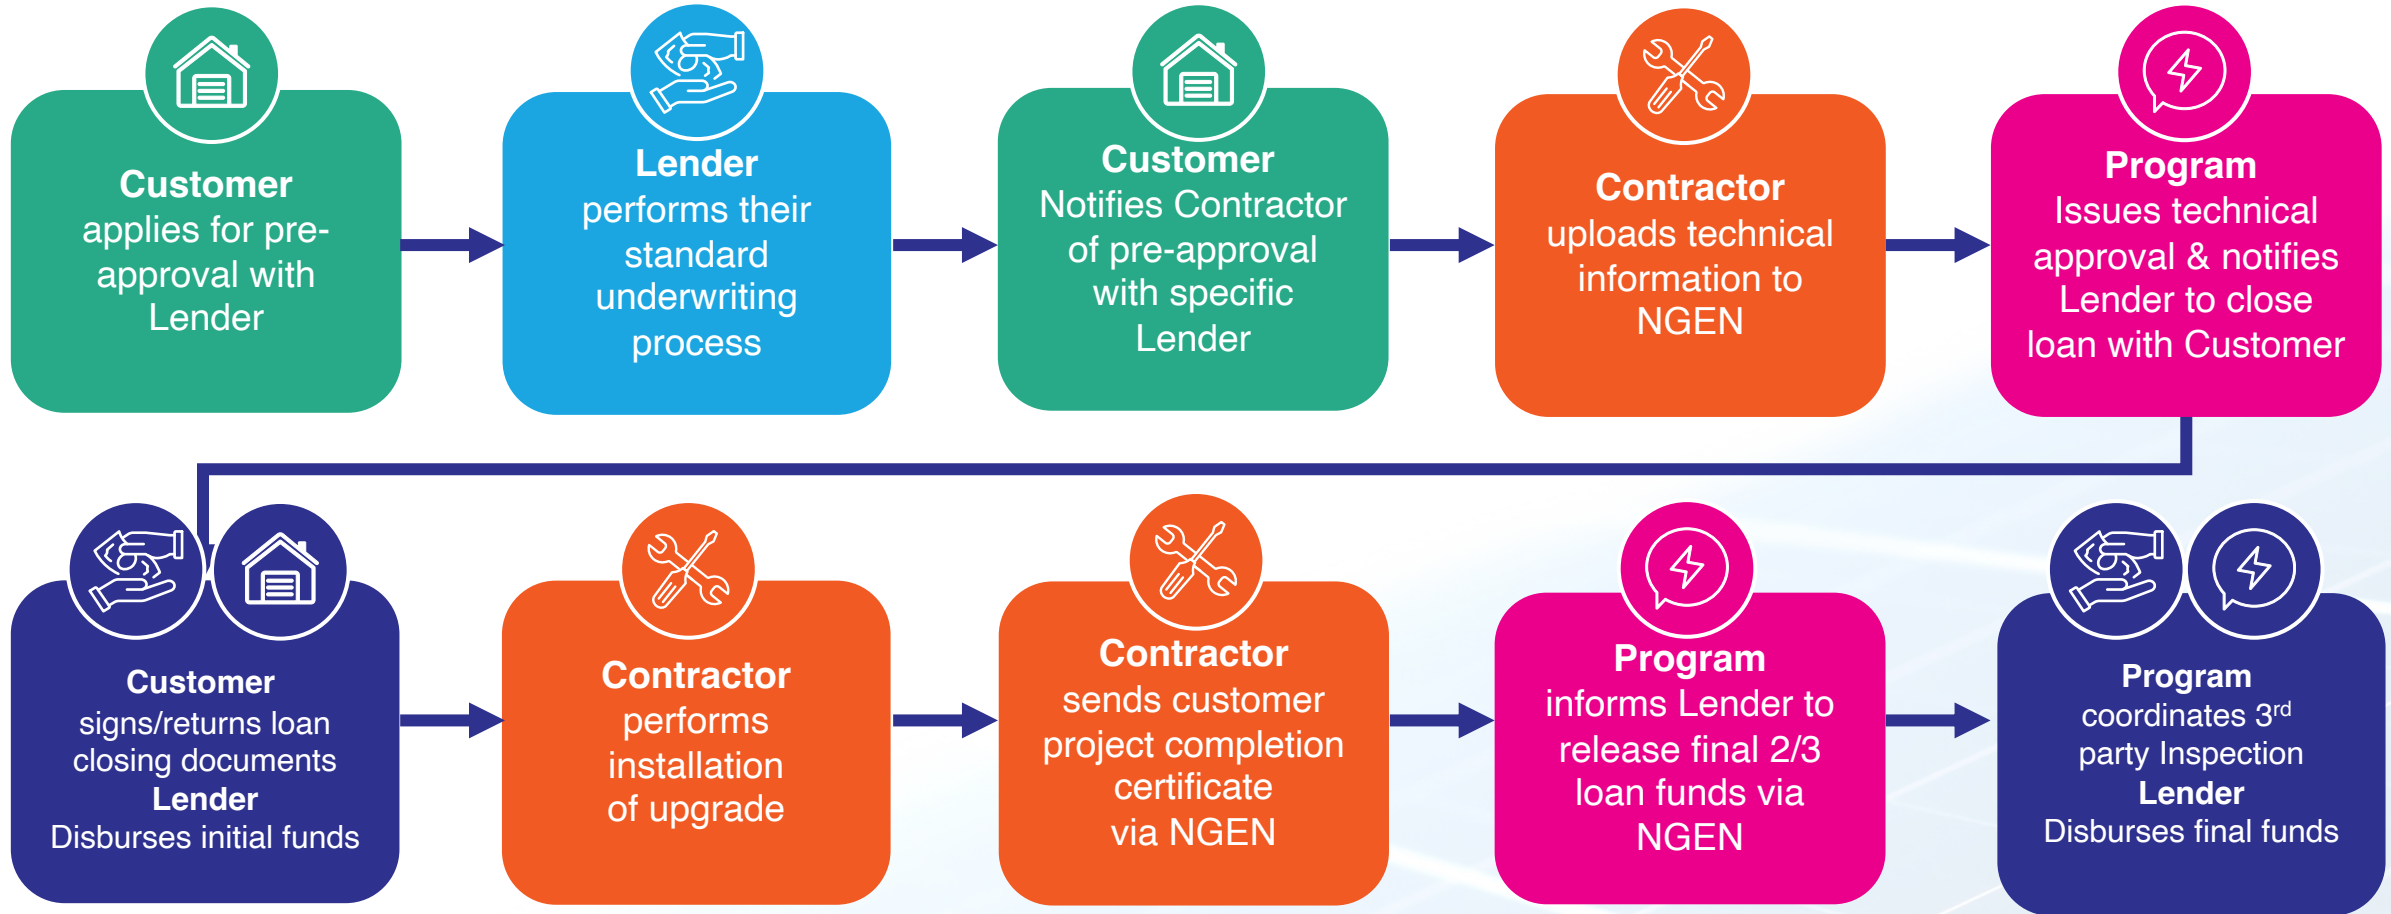 Customer
applies for pre-
approval with
Lender
Lender
performs their
standard
underwriting
process
Customer
Notifies Contractor
of pre-approval
with specific
Lender
Contractor
uploads technical
information to
NGEN
Program
Issues technical
approval & notifies
Lender to close
loan with Customer
Customer
signs/returns loan
closing documents
Lender
Disburses initial funds
Contractor
performs
installation
of upgrade
Contractor
sends customer
project completion
certificate
via NGEN
Program
informs Lender to
release final 2/3
loan funds via
NGEN
Program
coordinates 3rd
party Inspection
Lender
Disburses final funds